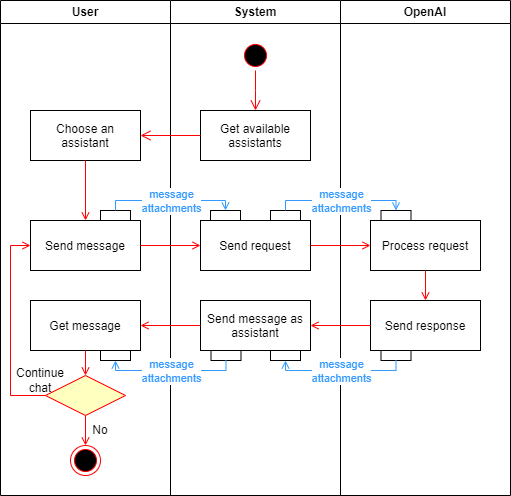 User
System
OpenAI
Get available
assistants
Choose an
assistant
message
attachments
message
attachments
Send message
Send request
Process request
Get message
Send message as
assistant
Send response
message
attachments
message
attachments
Continue
chat
No